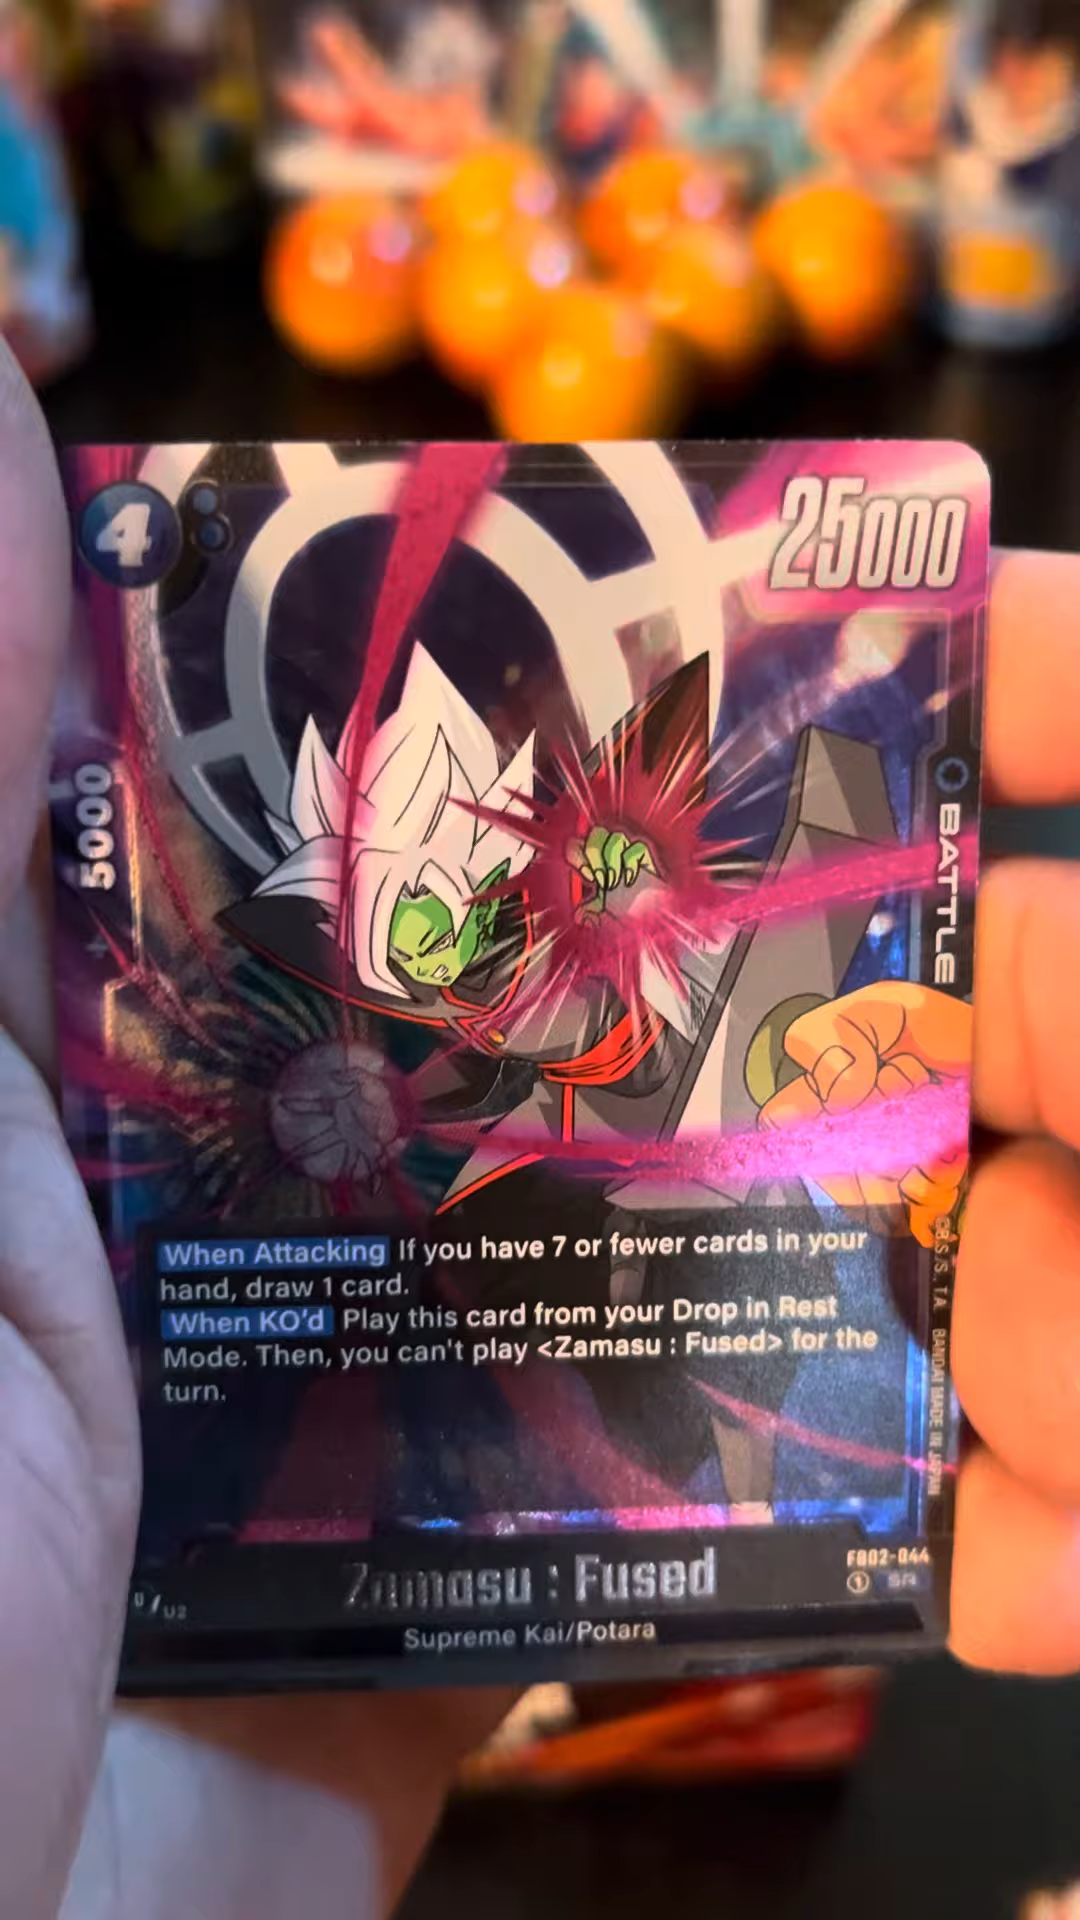 4
25000
5000
BATTLE
When Attacking If you have 7 or fewer cards in your
hand, draw 1 card.
When KO'd Play this card from your Drop in Rest
Mode. Then, you can't play <Zamasu : Fused> for the
turn.
©B.S./S., T.A. BANDAI MADE IN JAPAN
FB02-044
1 SR
Zamasu : Fused
U/U2
Supreme Kai/Potara